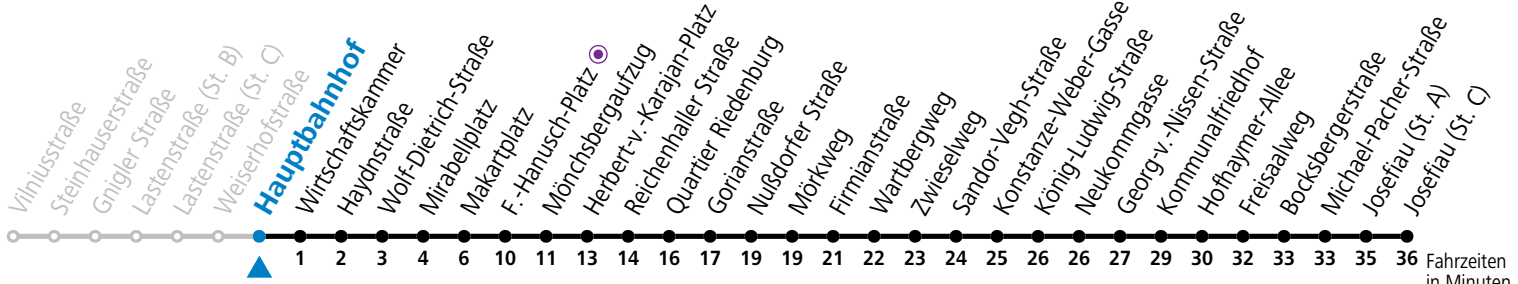 Vilniusstraße
Steinhauserstraße
Gnigler Straße
Lastenstraße (St. B)
Lastenstraße (St. C)
Weiserhofstraße
Hauptbahnhof
Wirtschaftskammer
Haydnstraße
Wolf-Dietrich-Straße
Mirabellplatz
Makartplatz
F.-Hanusch-Platz
Mönchsbergaufzug
Herbert-v.-Karajan-Platz
Reichenhaller Straße
Quartier Riedenburg
Gorianstraße
Nußdorfer Straße
Mörkweg
Firmianstraße
Wartbergweg
Zwieselweg
Sandor-Vegh-Straße
Konstanze-Weber-Gasse
König-Ludwig-Straße
Neukommgasse
Georg-v.-Nissen-Straße
Kommunalfriedhof
Hofhaymer-Allee
Freisaalweg
Bocksbergerstraße
Michael-Pacher-Straße
Josefiau (St. A)
Josefiau (St. C)
1 2 3 4 6 10 11 13 14 16 17 19 19 21 22 23 24 25 26 26 27 29 30 32 33 33 35 36
Fahrzeiten
in Minuten